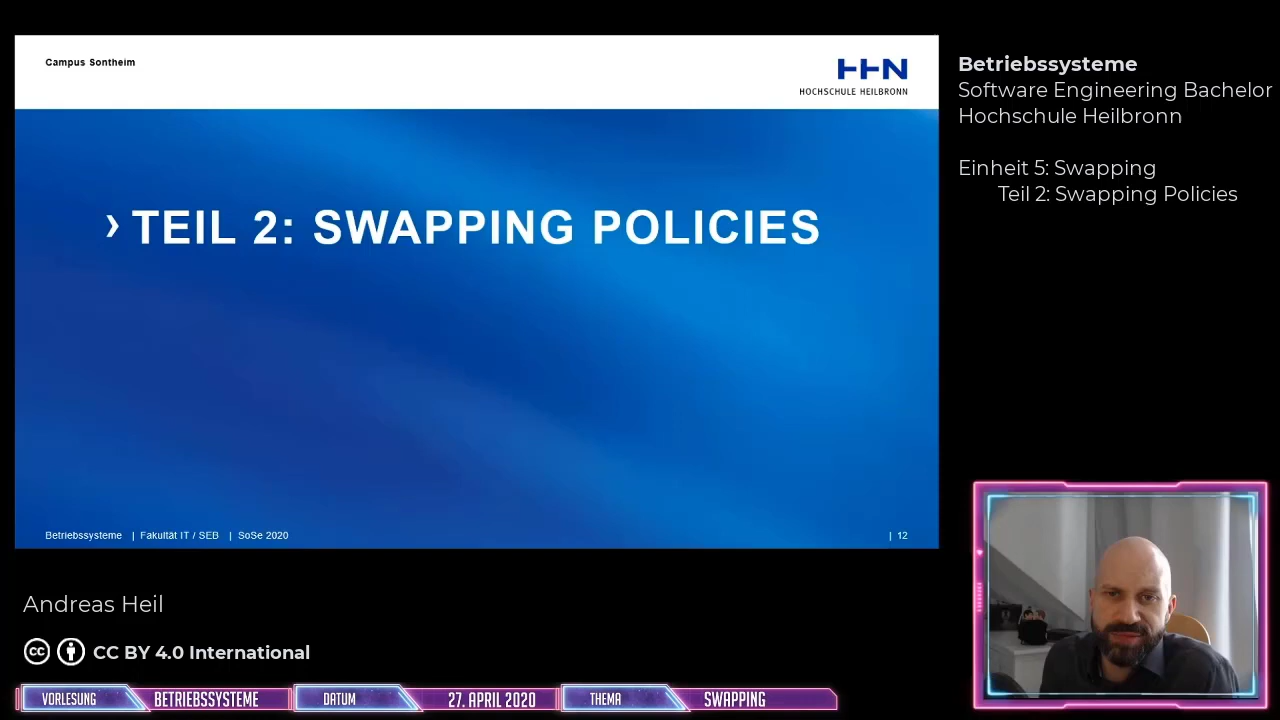 Campus Sontheim
HHN
HOCHSCHULE HEILBRONN
› TEIL 2: SWAPPING POLICIES
Betriebssysteme | Fakultät IT / SEB | SoSe 2020 | 12
Betriebssysteme
Software Engineering Bachelor
Hochschule Heilbronn
Einheit 5: Swapping
Teil 2: Swapping Policies
Andreas Heil
cc CC BY 4.0 International
VORLESUNG BETRIEBSSYSTEME DATUM 27. APRIL 2020 THEMA SWAPPING